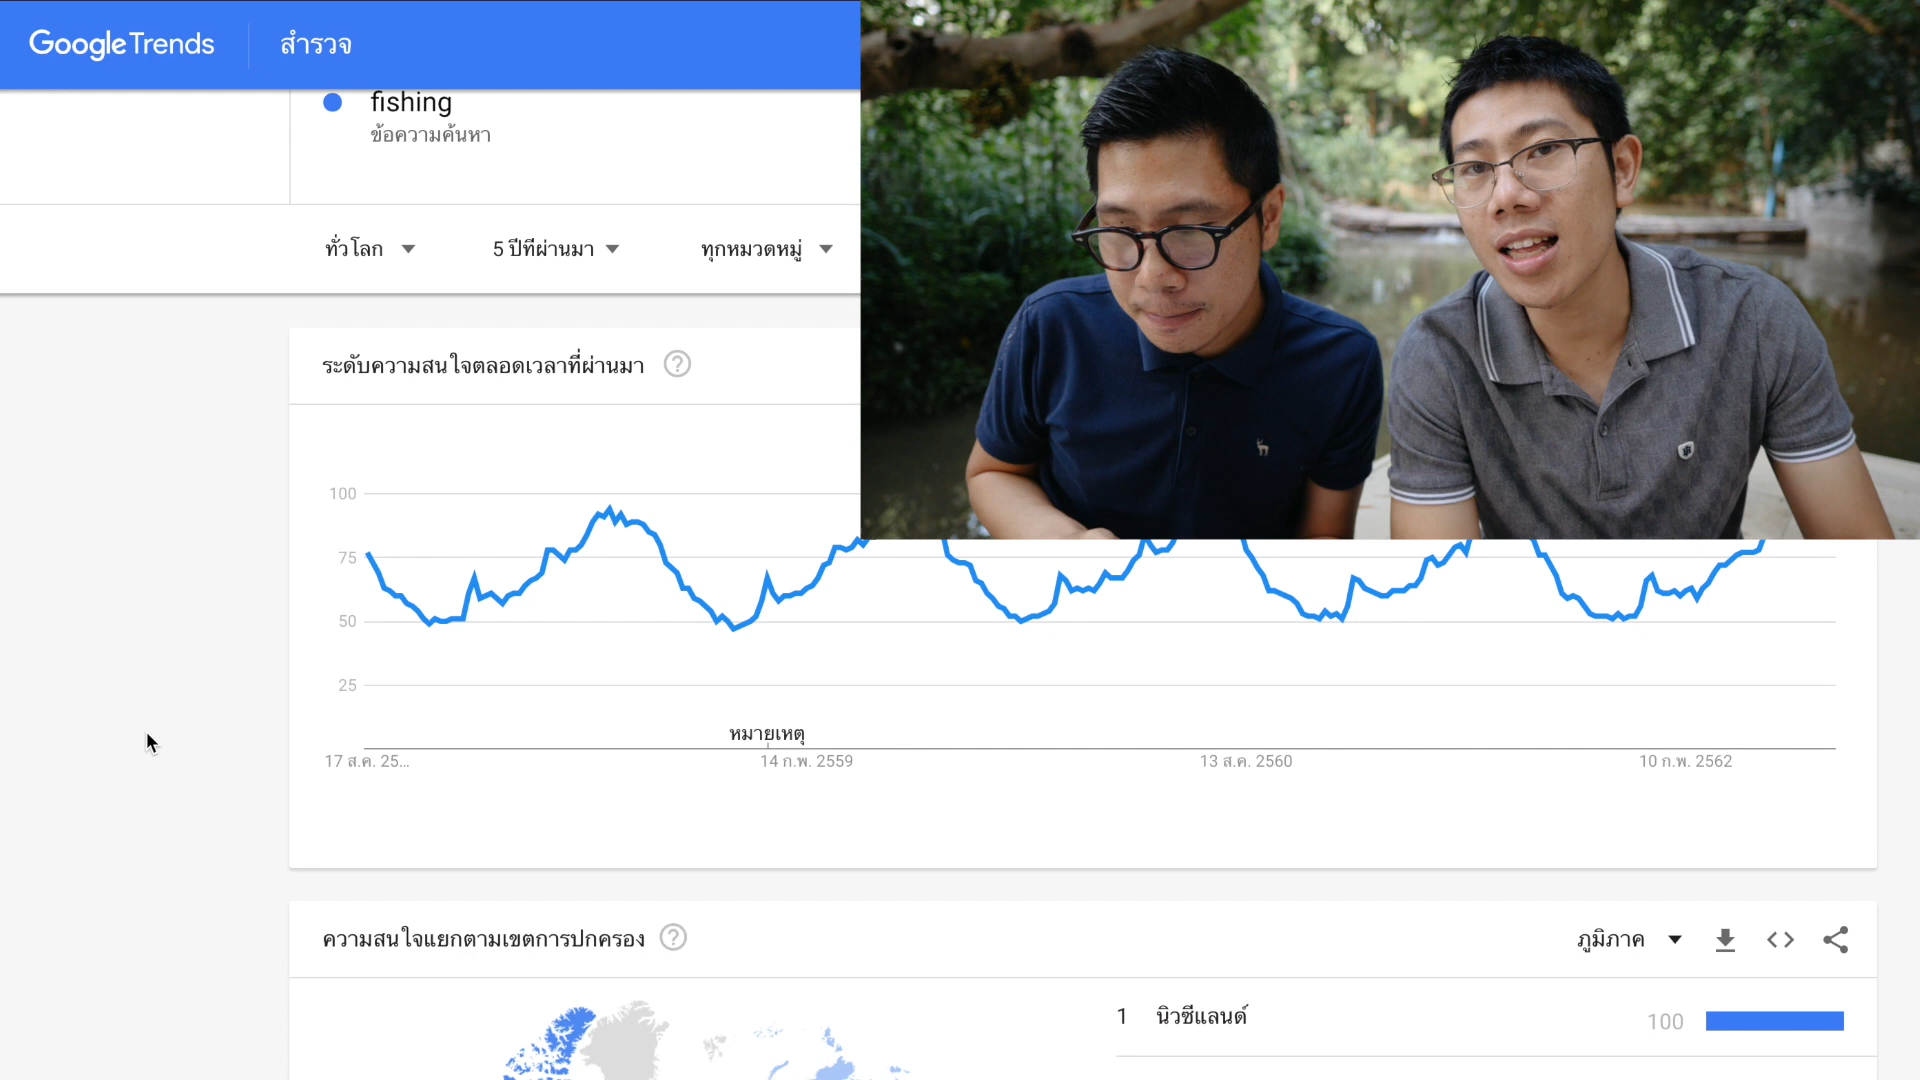 Google Trends
สำรวจ
fishing
ข้อความค้นหา
ทั่วโลก
5 ปีที่ผ่านมา
ทุกหมวดหมู่
ระดับความสนใจตลอดเวลาที่ผ่านมา
100
75
50
25
หมายเหตุ
17 ส.ค. 25...
14 ก.พ. 2559
13 ส.ค. 2560
10 ก.พ. 2562
ความสนใจแยกตามเขตการปกครอง
ภูมิภาค
1 นิวซีแลนด์ 100